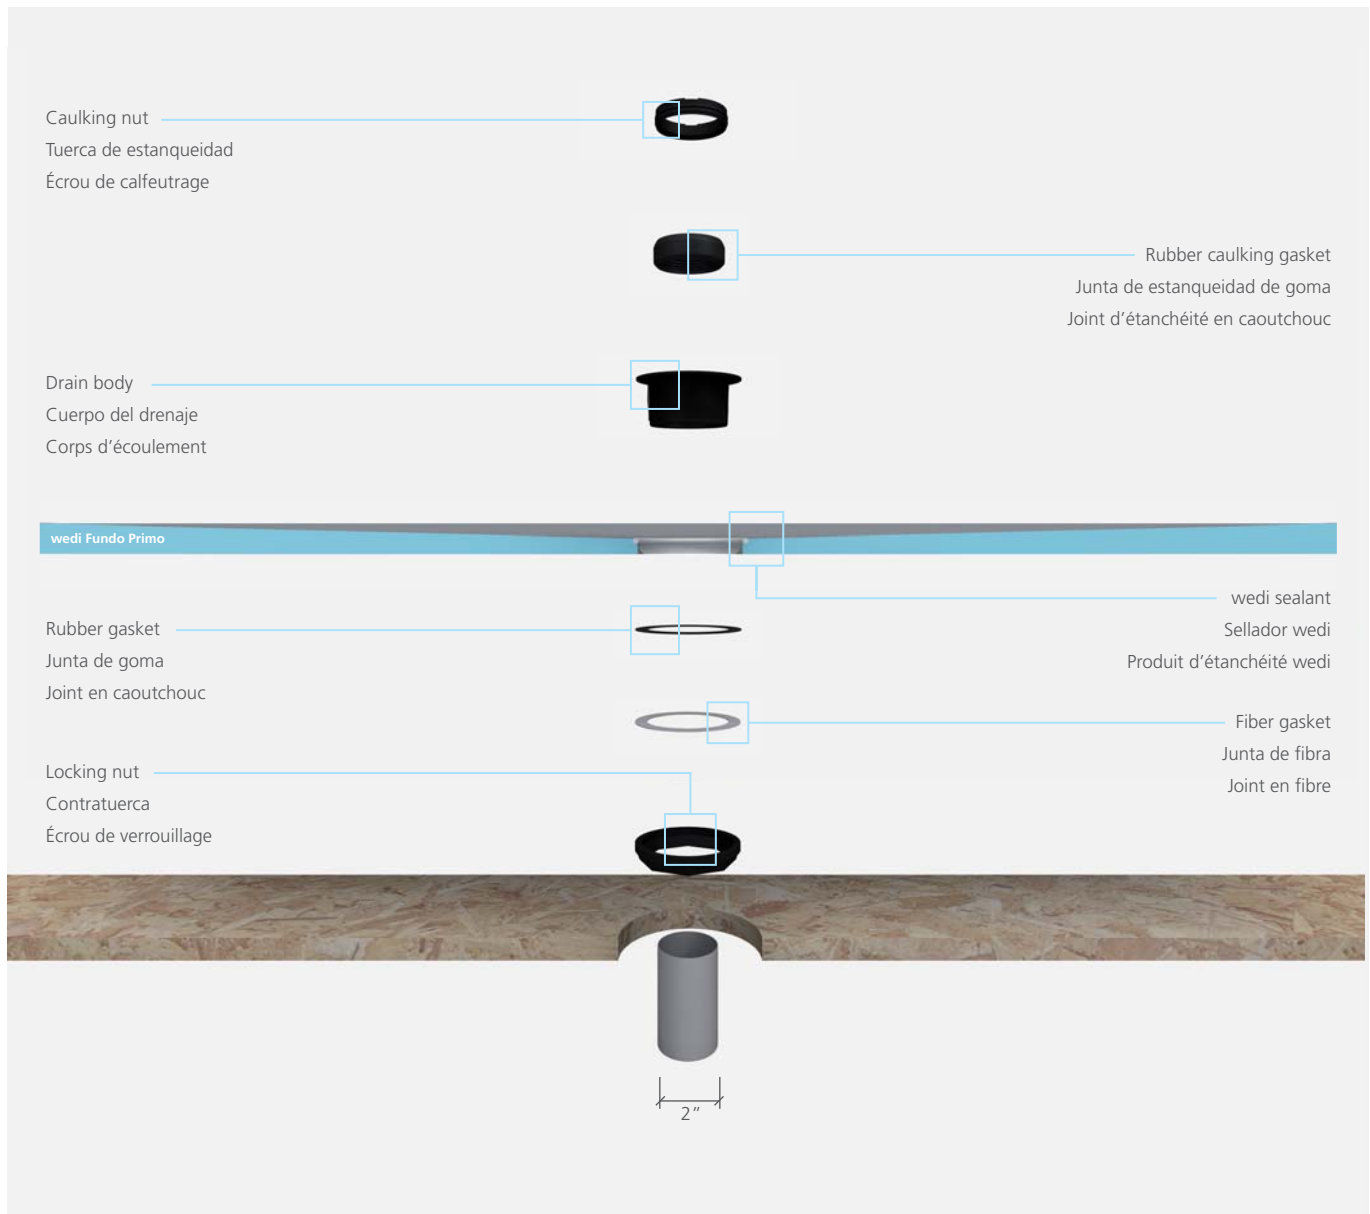 Caulking nut
Tuerca de estanqueidad
Écrou de calfeutrage
Rubber caulking gasket
Junta de estanqueidad de goma
Joint d’étanchéité en caoutchouc
Drain body
Cuerpo del drenaje
Corps d’écoulement
wedi Fundo Primo
wedi sealant
Sellador wedi
Produit d’étanchéité wedi
Rubber gasket
Junta de goma
Joint en caoutchouc
Fiber gasket
Junta de fibra
Joint en fibre
Locking nut
Contratuerca
Écrou de verrouillage
2”